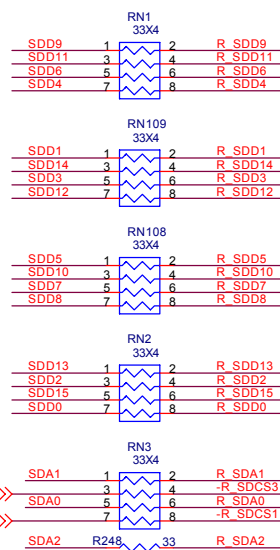 RN1
33X4
SDD9 1 2 R_SDD9
SDD11 3 4 R_SDD11
SDD6 5 6 R_SDD6
SDD4 7 8 R_SDD4
RN109
33X4
SDD1 1 2 R_SDD1
SDD14 3 4 R_SDD14
SDD3 5 6 R_SDD3
SDD12 7 8 R_SDD12
RN108
33X4
SDD5 1 2 R_SDD5
SDD10 3 4 R_SDD10
SDD7 5 6 R_SDD7
SDD8 7 8 R_SDD8
RN2
33X4
SDD13 1 2 R_SDD13
SDD2 3 4 R_SDD2
SDD15 5 6 R_SDD15
SDD0 7 8 R_SDD0
RN3
33X4
SDA1 1 2 R_SDA1
3 4 -R_SDCS3
SDA0 5 6 R_SDA0
7 8 -R_SDCS1
SDA2 R248 33 R_SDA2